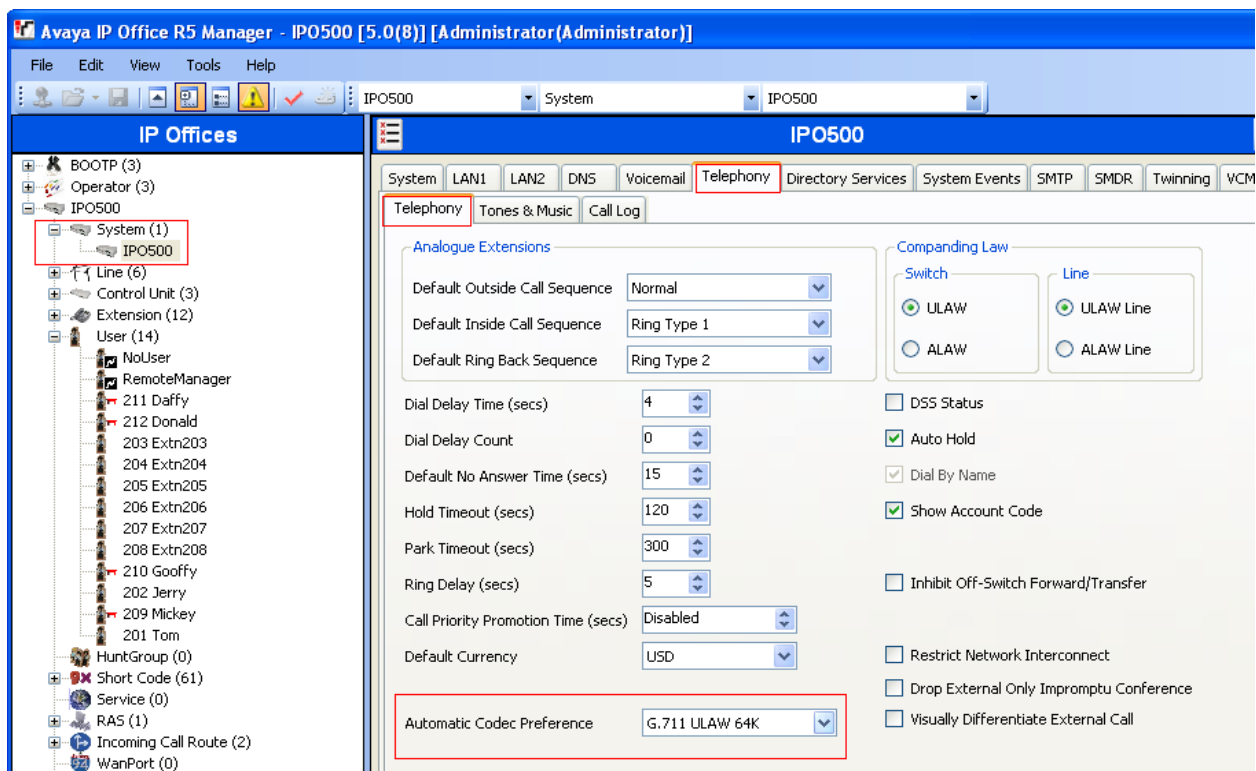 Avaya IP Office R5 Manager - IPO500 [5.0(8)] [Administrator(Administrator)]
File Edit View Tools Help
IPO500 System IPO500
IP Offices
BOOTP (3)
Operator (3)
IPO500
System (1)
IPO500
Line (6)
Control Unit (3)
Extension (12)
User (14)
NoUser
RemoteManager
211 Daffy
212 Donald
203 Extn203
204 Extn204
205 Extn205
206 Extn206
207 Extn207
208 Extn208
210 Gooffy
202 Jerry
209 Mickey
201 Tom
HuntGroup (0)
Short Code (61)
Service (0)
RAS (1)
Incoming Call Route (2)
WanPort (0)
IPO500
System LAN1 LAN2 DNS Voicemail Telephony Directory Services System Events SMTP SMDR Twinning VCM
Telephony Tones & Music Call Log
Analogue Extensions
Default Outside Call Sequence Normal
Default Inside Call Sequence Ring Type 1
Default Ring Back Sequence Ring Type 2
Companding Law
Switch Line
ULAW ULAW Line
ALAW ALAW Line
Dial Delay Time (secs) 4 DSS Status
Dial Delay Count 0 Auto Hold
Default No Answer Time (secs) 15 Dial By Name
Hold Timeout (secs) 120 Show Account Code
Park Timeout (secs) 300
Ring Delay (secs) 5 Inhibit Off-Switch Forward/Transfer
Call Priority Promotion Time (secs) Disabled
Default Currency USD Restrict Network Interconnect
Drop External Only Impromptu Conference
Automatic Codec Preference G.711 ULAW 64K Visually Differentiate External Call